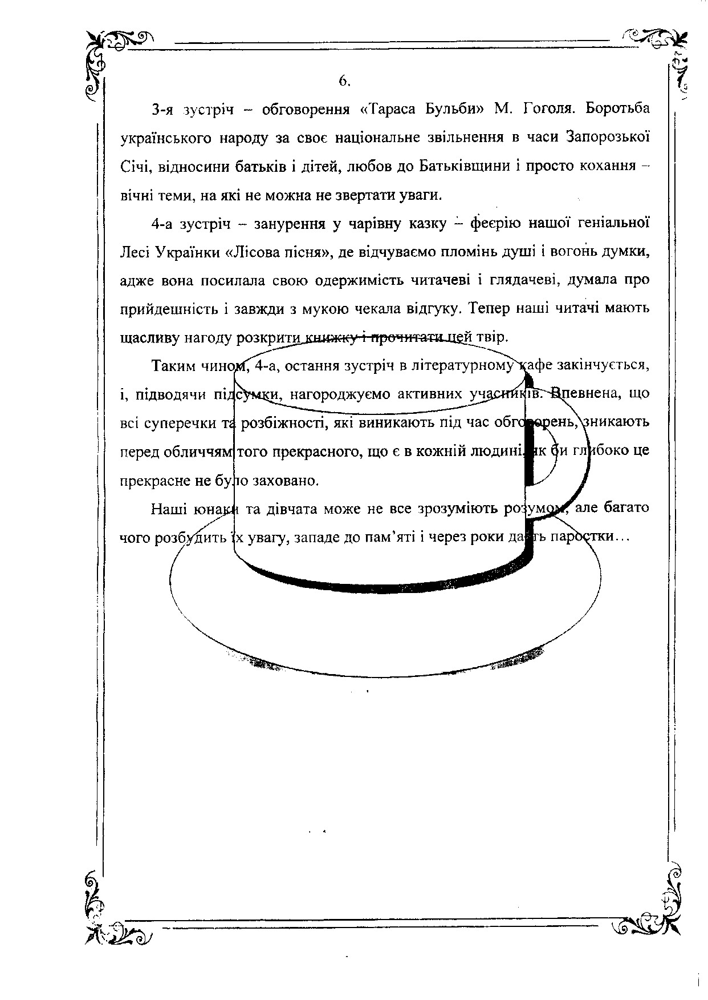 6.
3-я зустріч – обговорення «Тараса Бульби» М. Гоголя. Боротьба
українського народу за своє національне звільнення в часи Запорозької
Січі, відносини батьків і дітей, любов до Батьківщини і просто кохання –
вічні теми, на які не можна не звертати уваги.
4-а зустріч – занурення у чарівну казку – феєрію нашої геніальної
Лесі Українки «Лісова пісня», де відчуваємо пломінь душі і вогонь думки,
адже вона посилала свою одержимість читачеві і глядачеві, думала про
прийдешність і завжди з мукою чекала відгуку. Тепер наші читачі мають
щасливу нагоду розкрити книжку і прочитати цей твір.
Таким чином, 4-а, остання зустріч в літературному кафе закінчується,
і, підводячи підсумки, нагороджуємо активних учасників. Впевнена, що
всі суперечки та розбіжності, які виникають під час обговорень, зникають
перед обличчям того прекрасного, що є в кожній людині, як би глибоко це
прекрасне не було заховано.
Наші юнаки та дівчата може не все зрозуміють розумом, але багато
чого розбудить їх увагу, западе до пам’яті і через роки дасть паростки...